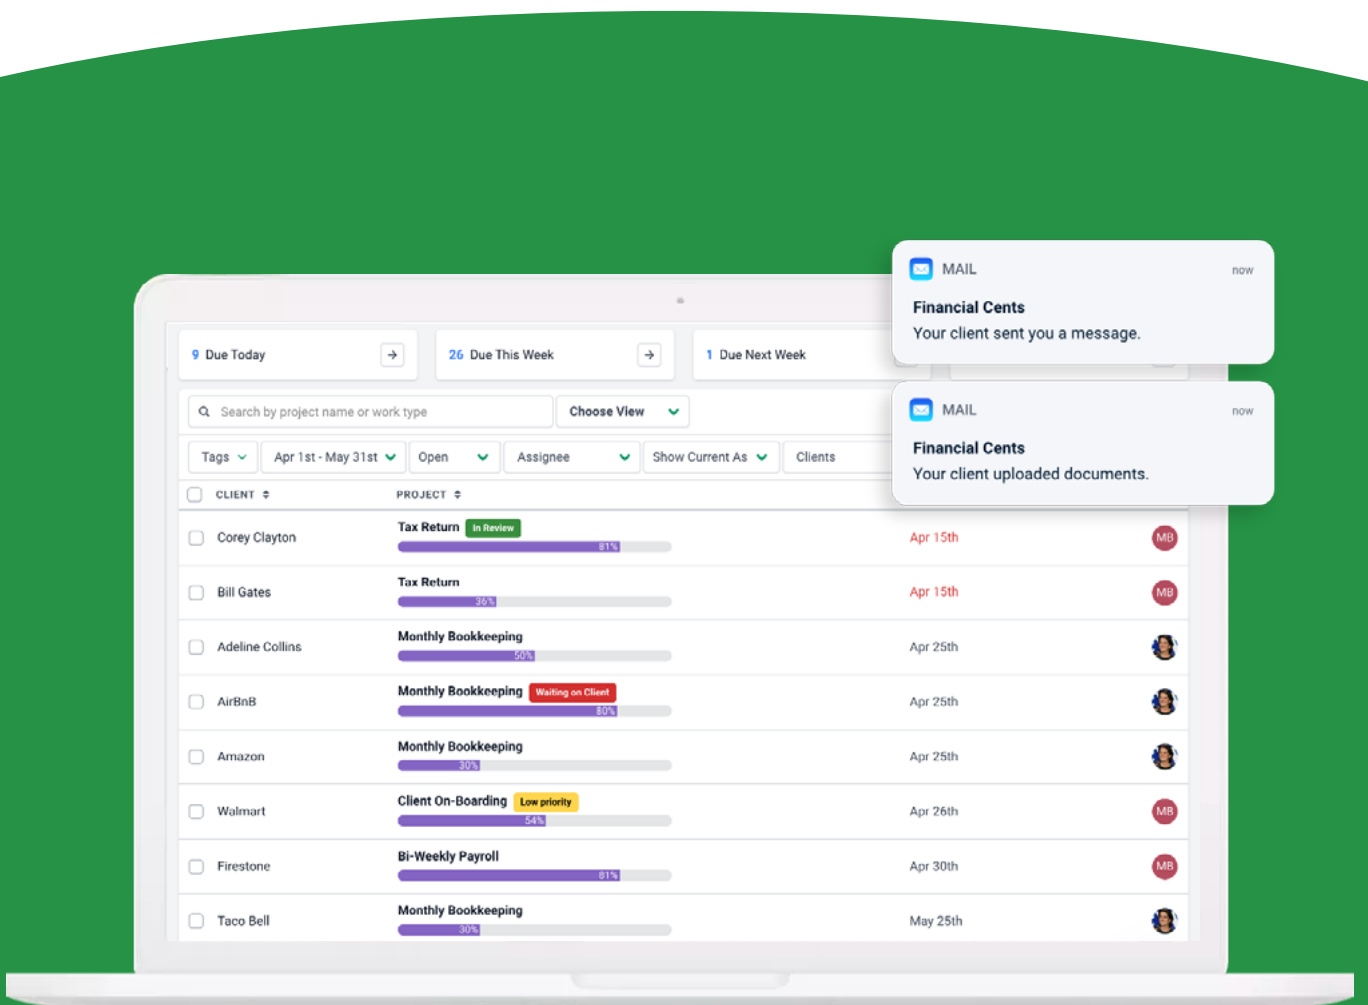 MAIL now
Financial Cents
Your client sent you a message.
MAIL now
Financial Cents
Your client uploaded documents.
9 Due Today
26 Due This Week
1 Due Next Week
Search by project name or work type
Choose View
Tags
Apr 1st - May 31st
Open
Assignee
Show Current As
Clients
CLIENT PROJECT
Corey Clayton Tax Return In Review 81% Apr 15th MB
Bill Gates Tax Return 36% Apr 15th MB
Adeline Collins Monthly Bookkeeping 50% Apr 25th
AirBnB Monthly Bookkeeping Waiting on Client 80% Apr 25th
Amazon Monthly Bookkeeping 30% Apr 25th
Walmart Client On-Boarding Low priority 54% Apr 26th MB
Firestone Bi-Weekly Payroll 81% Apr 30th MB
Taco Bell Monthly Bookkeeping 30% May 25th